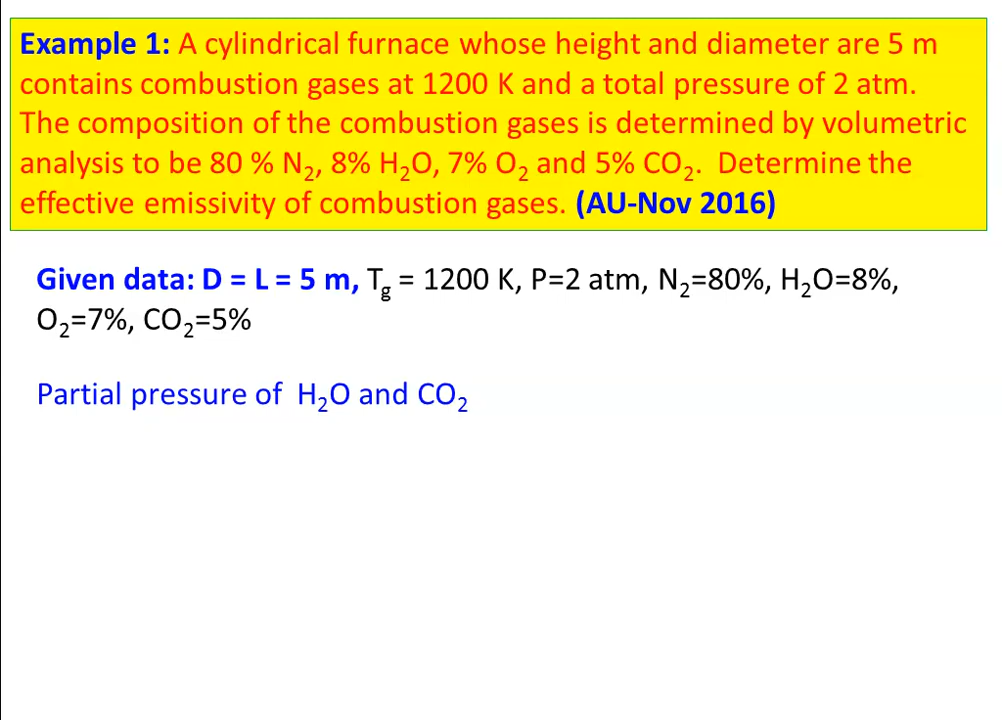 Example 1: A cylindrical furnace whose height and diameter are 5 m
contains combustion gases at 1200 K and a total pressure of 2 atm.
The composition of the combustion gases is determined by volumetric
analysis to be 80 % N₂, 8% H₂O, 7% O₂ and 5% CO₂. Determine the
effective emissivity of combustion gases. (AU-Nov 2016)
Given data: D = L = 5 m, T_g = 1200 K, P=2 atm, N₂=80%, H₂O=8%,
O₂=7%, CO₂=5%
Partial pressure of H₂O and CO₂